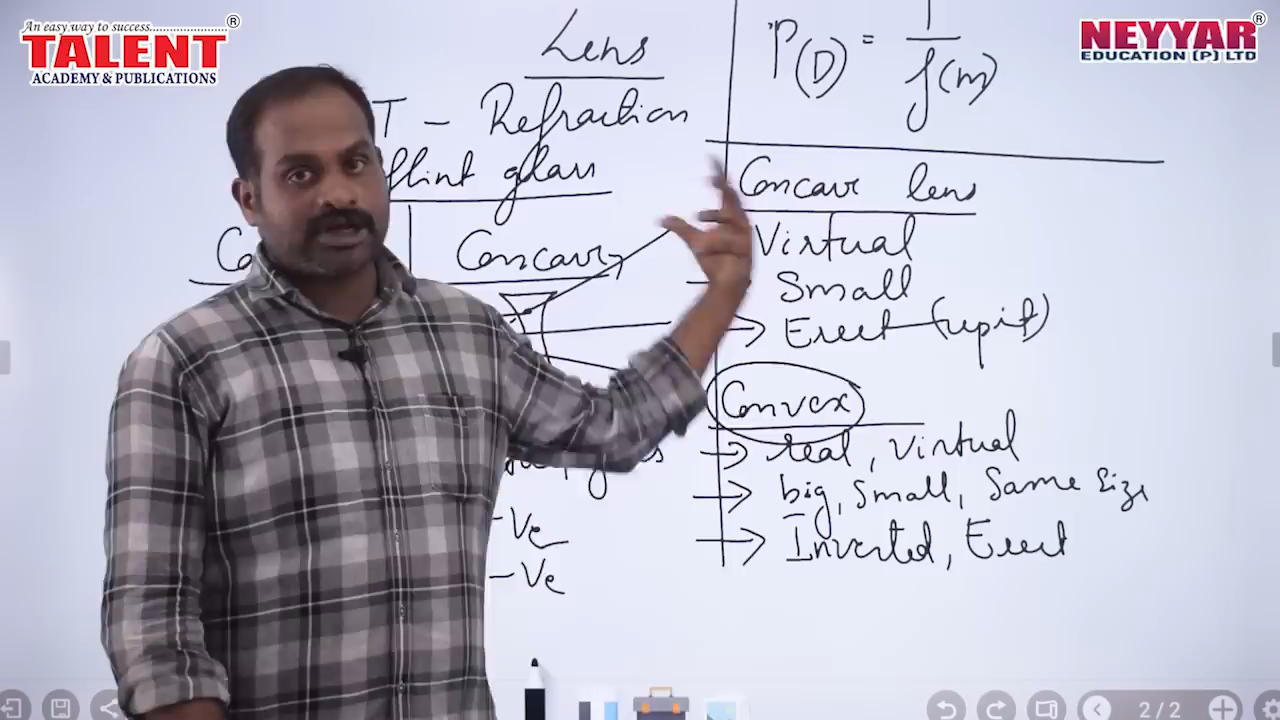 An easy way to success.....................
TALENT
ACADEMY & PUBLICATIONS
NEYYAR
EDUCATION (P) LTD
Lens
T - Refraction
flint glass
Concave
-Ve
-Ve
P(D) = 1/f(m)
Concave lens
Virtual
Small
→ Erect (upit)
Convex
→ real, Virtual
→ big, Small, Same Size
→ Inverted, Erect
2/2